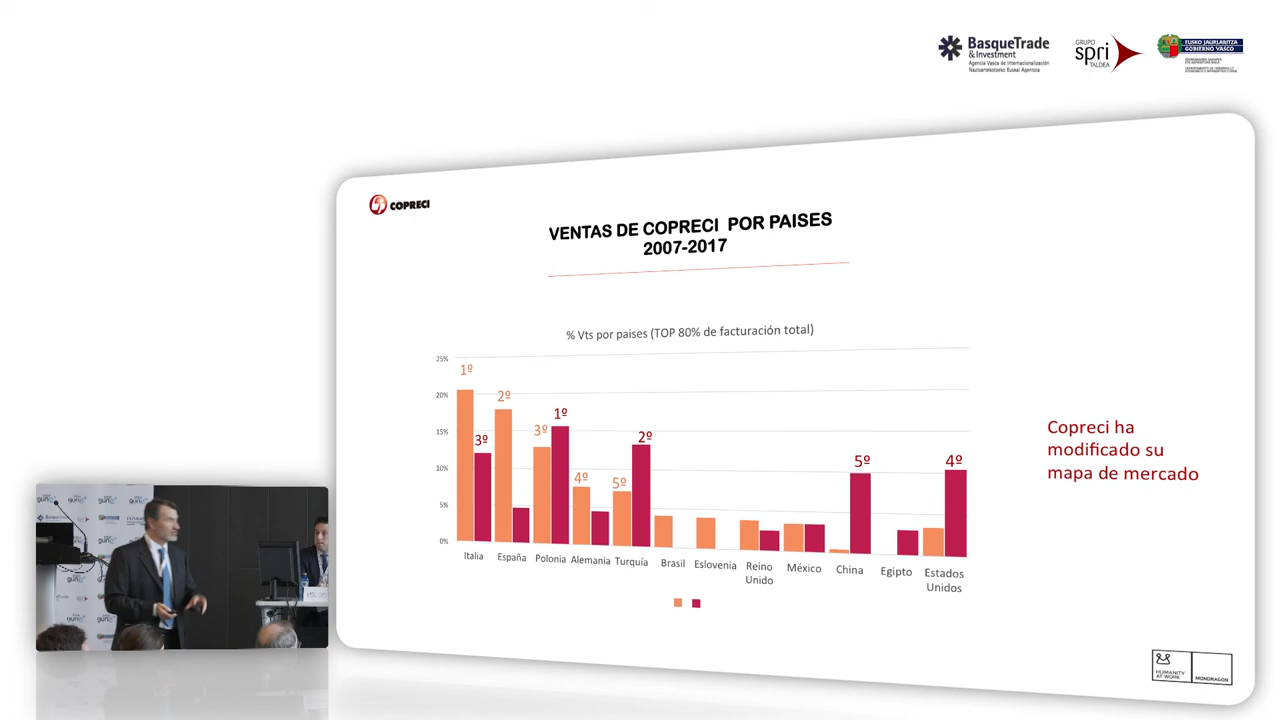 BasqueTrade
& Investment
Agencia Vasca de Internacionalización
Nazioartekotzeko Euskal Agentzia
GRUPO
spri
TALDEA
EUSKO JAURLARITZA
GOBIERNO VASCO
COPRECI
VENTAS DE COPRECI POR PAISES
2007-2017
% Vts por paises (TOP 80% de facturación total)
25%
20%
15%
10%
5%
0%
1º
3º
2º
3º
1º
4º
5º
2º
5º
4º
Italia
España
Polonia
Alemania
Turquía
Brasil
Eslovenia
Reino
Unido
México
China
Egipto
Estados
Unidos
Copreci ha
modificado su
mapa de mercado
HUMANITY
AT WORK
MONDRAGON